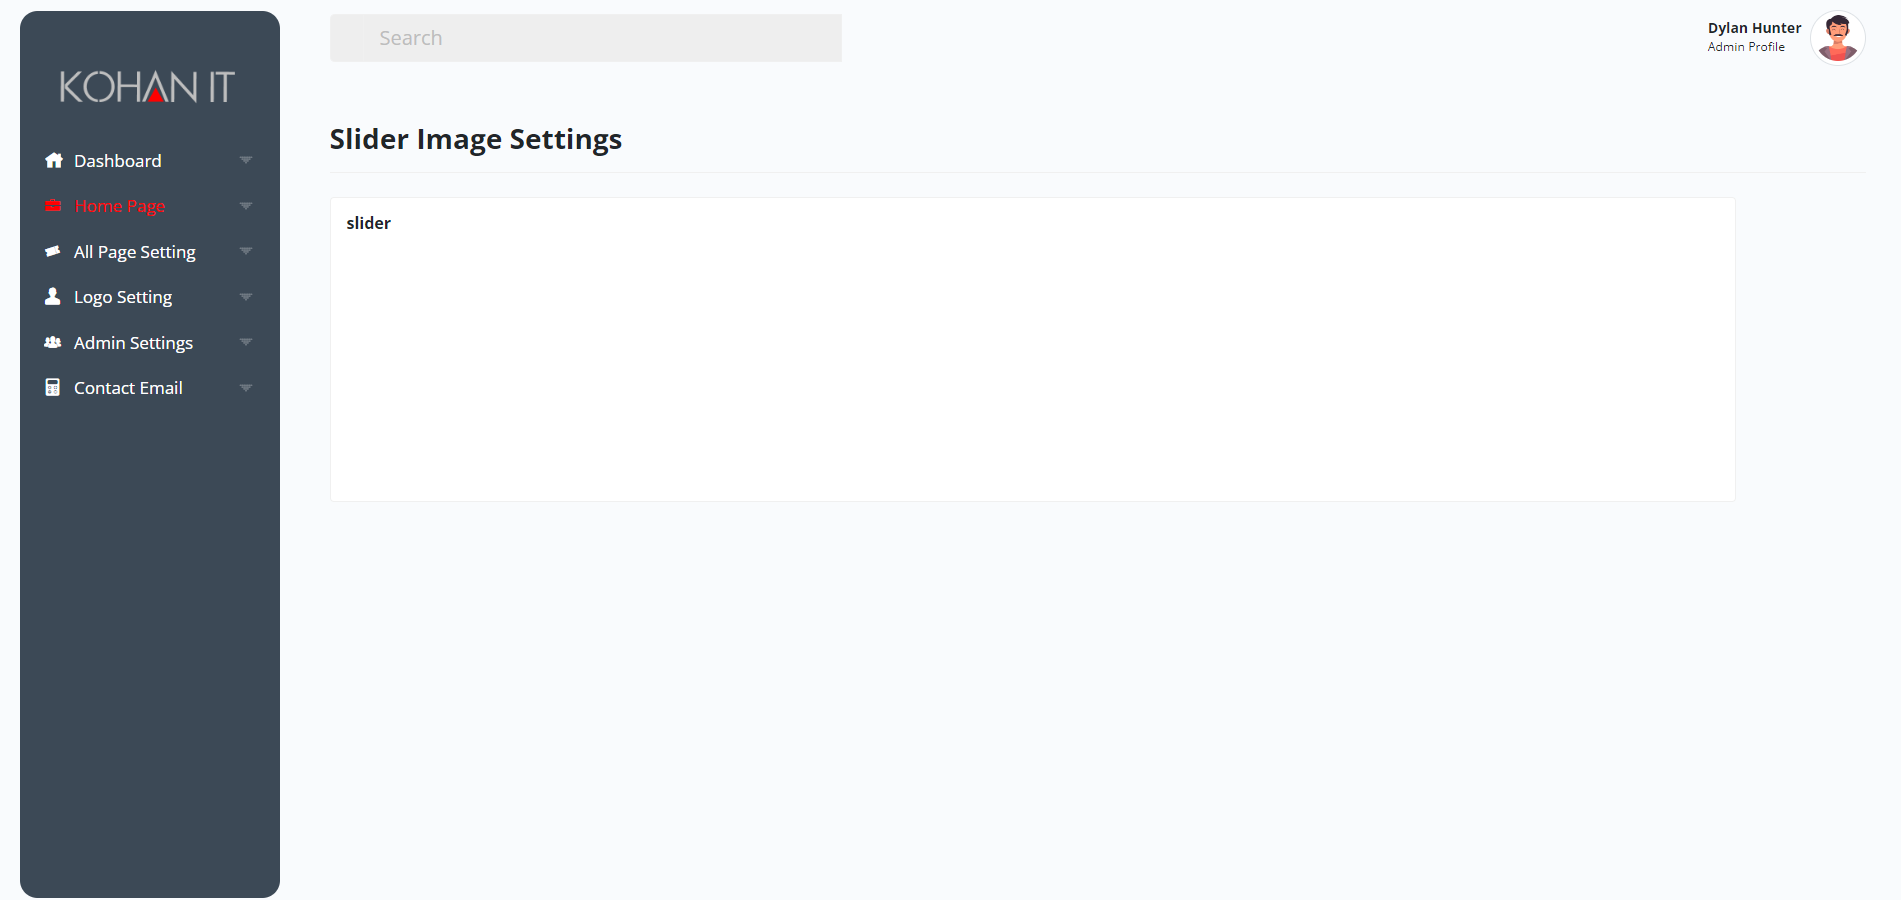 KOHAN IT
Dashboard
Home Page
All Page Setting
Logo Setting
Admin Settings
Contact Email
Search
Dylan Hunter
Admin Profile
Slider Image Settings
slider